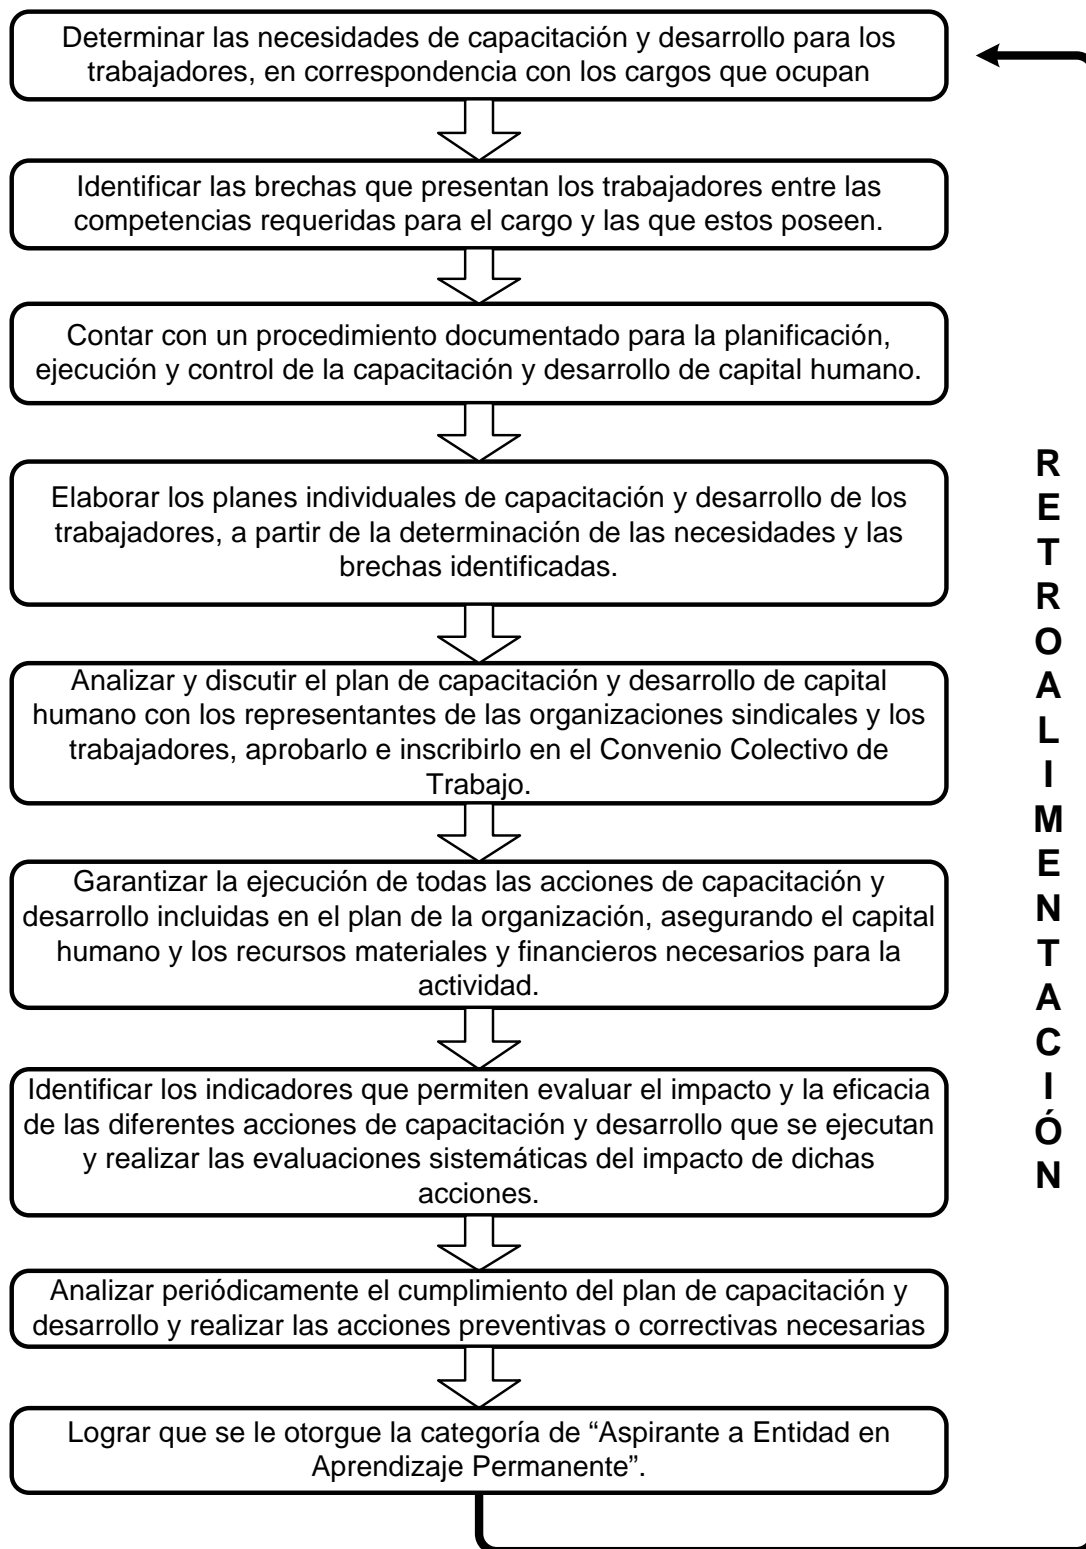 Determinar las necesidades de capacitación y desarrollo para los
trabajadores, en correspondencia con los cargos que ocupan
Identificar las brechas que presentan los trabajadores entre las
competencias requeridas para el cargo y las que estos poseen.
Contar con un procedimiento documentado para la planificación,
ejecución y control de la capacitación y desarrollo de capital humano.
Elaborar los planes individuales de capacitación y desarrollo de los
trabajadores, a partir de la determinación de las necesidades y las
brechas identificadas.
Analizar y discutir el plan de capacitación y desarrollo de capital
humano con los representantes de las organizaciones sindicales y los
trabajadores, aprobarlo e inscribirlo en el Convenio Colectivo de
Trabajo.
Garantizar la ejecución de todas las acciones de capacitación y
desarrollo incluidas en el plan de la organización, asegurando el capital
humano y los recursos materiales y financieros necesarios para la
actividad.
Identificar los indicadores que permiten evaluar el impacto y la eficacia
de las diferentes acciones de capacitación y desarrollo que se ejecutan
y realizar las evaluaciones sistemáticas del impacto de dichas
acciones.
Analizar periódicamente el cumplimiento del plan de capacitación y
desarrollo y realizar las acciones preventivas o correctivas necesarias
Lograr que se le otorgue la categoría de “Aspirante a Entidad en
Aprendizaje Permanente”.
RETROALIMENTACIÓN